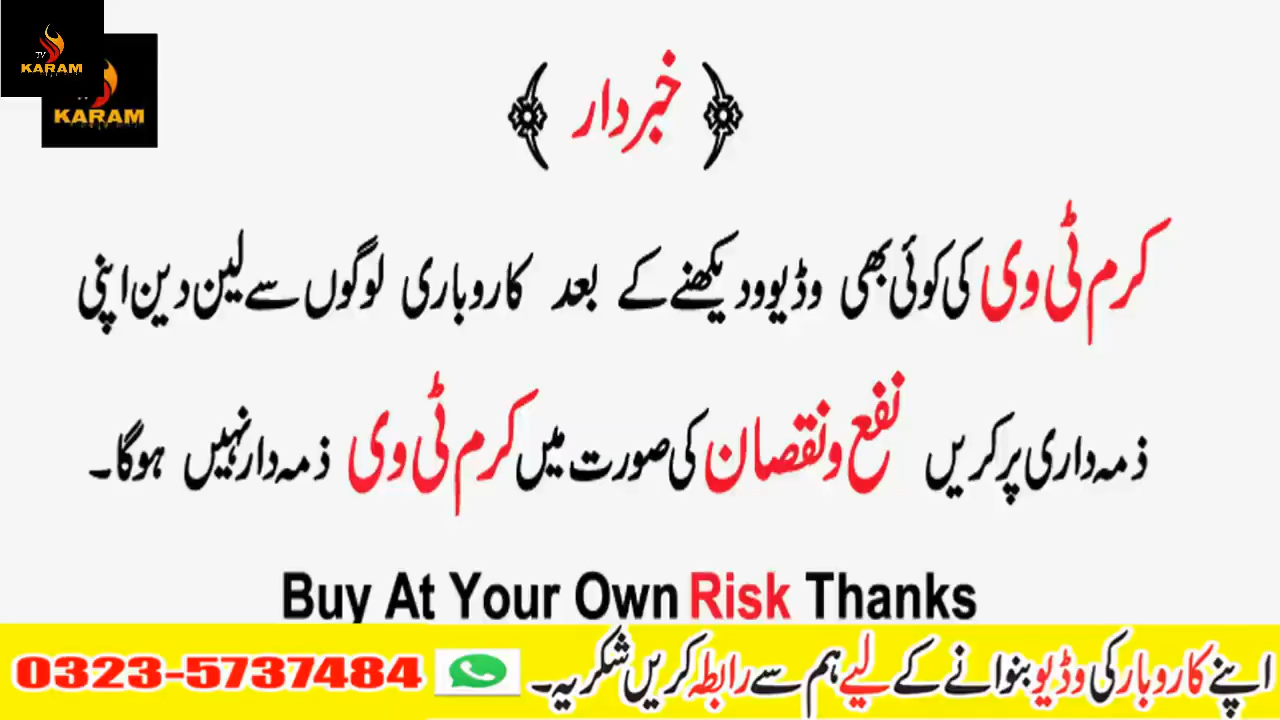 TV
KARAM
KARAM
خبردار
کرم ٹی وی کی کوئی بھی وڈیو دیکھنے کے بعد کاروباری لوگوں سے لین دین اپنی
ذمہ داری پر کریں نفع و نقصان کی صورت میں کرم ٹی وی ذمہ دار نہیں ہوگا۔
Buy At Your Own Risk Thanks
0323-5737484 اپنے کاروبار کی وڈیو بنوانے کے لیے ہم سے رابطہ کریں شکریہ۔